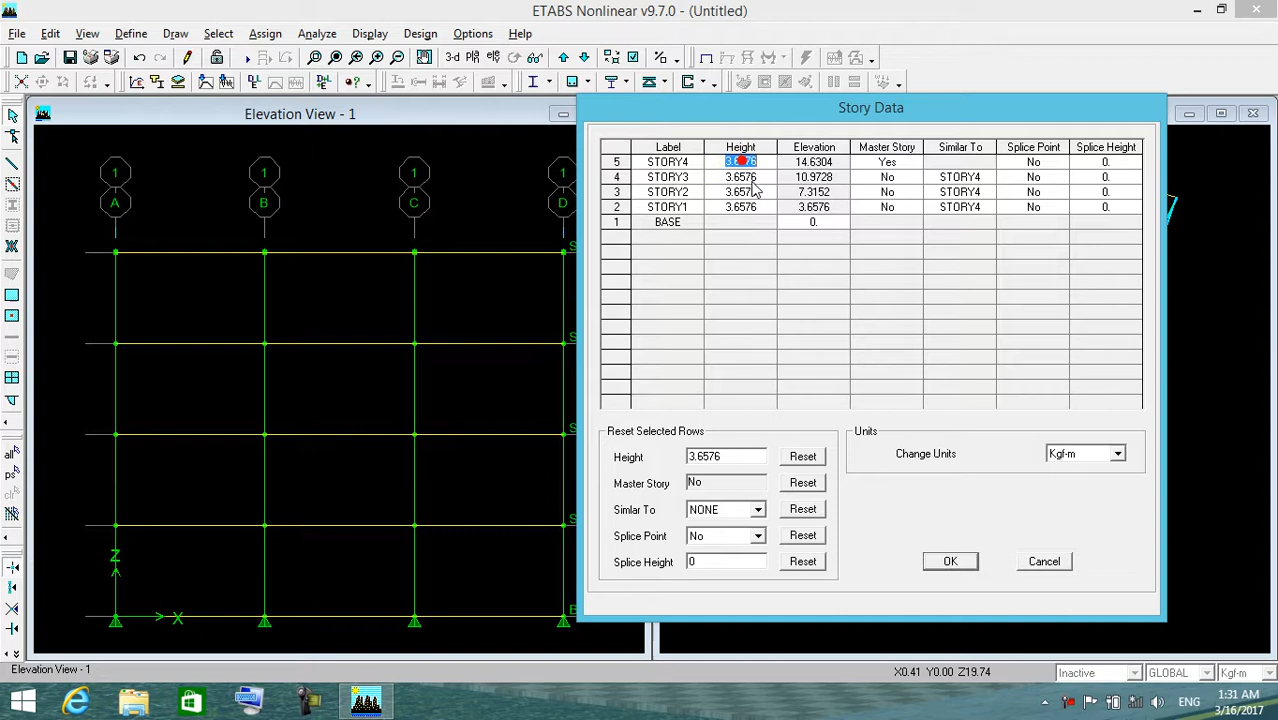 ETABS Nonlinear v9.7.0 - (Untitled)
File Edit View Define Draw Select Assign Analyze Display Design Options Help
3-d
Elevation View - 1
Story Data
Label Height Elevation Master Story Similar To Splice Point Splice Height
5 STORY4 14.6304 Yes No 0.
4 STORY3 3.6576 10.9728 No STORY4 No 0.
3 STORY2 7.3152 No STORY4 No 0.
2 STORY1 3.6576 3.6576 No STORY4 No 0.
1 BASE 0.
1 1 1 1
A B C D
Reset Selected Rows
Height 3.6576 Reset
Master Story No Reset
Simlar To NONE Reset
Splice Point No Reset
Splice Height 0 Reset
Units
Change Units Kgf-m
OK Cancel
all
ps
clr
Z
X
Elevation View - 1
X0.41 Y0.00 Z19.74
Inactive GLOBAL Kgf-m
ENG
1:31 AM
3/16/2017